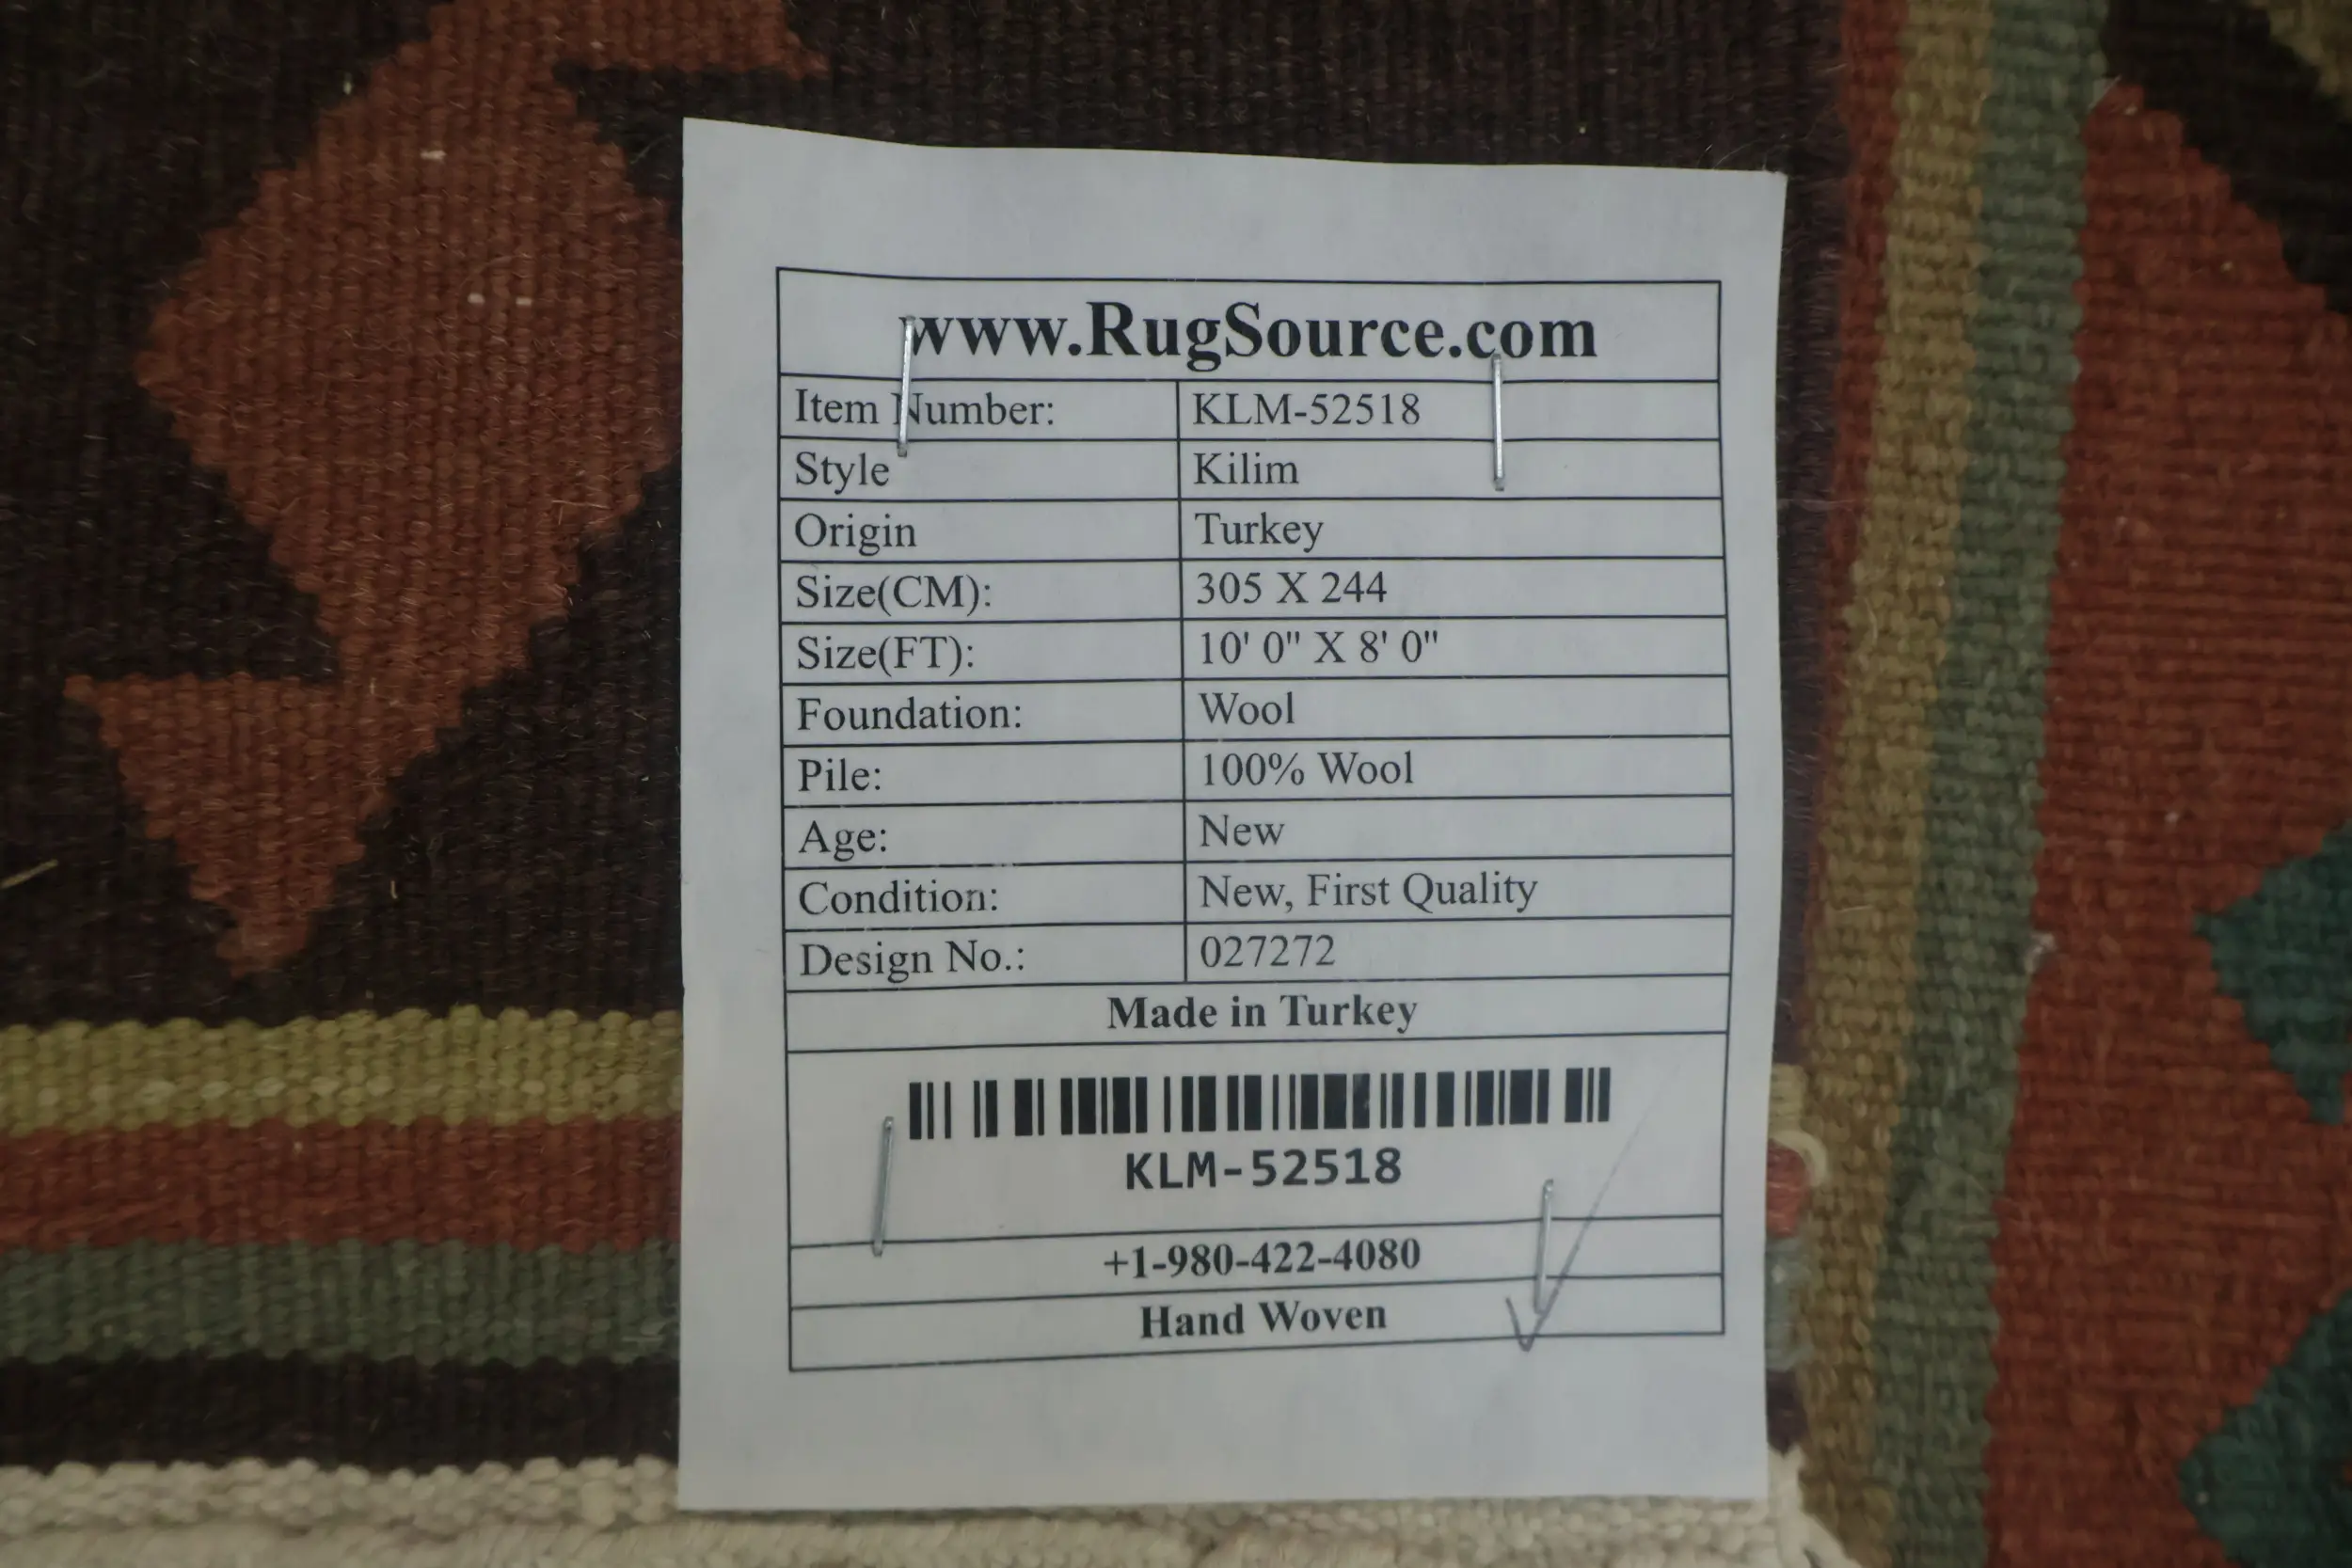 www.RugSource.com
Item Number: KLM-52518
Style Kilim
Origin Turkey
Size(CM): 305 X 244
Size(FT): 10' 0" X 8' 0"
Foundation: Wool
Pile: 100% Wool
Age: New
Condition: New, First Quality
Design No.: 027272
Made in Turkey
KLM-52518
+1-980-422-4080
Hand Woven